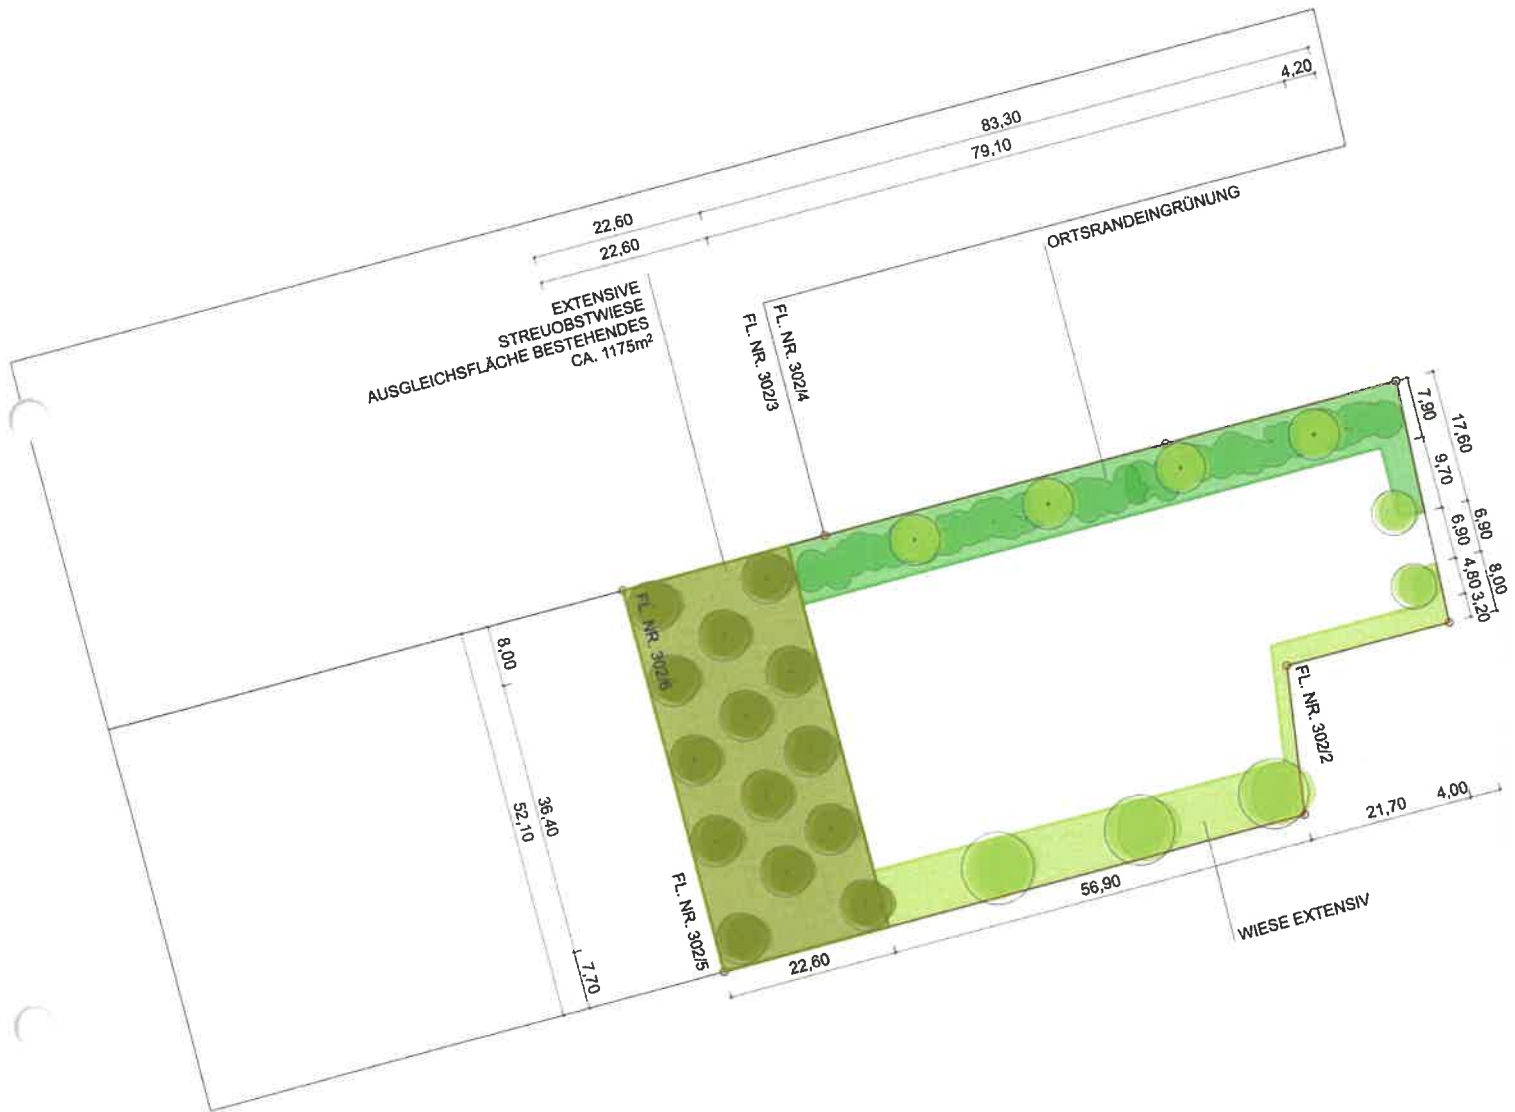 4,20
83,30
79,10
22,60
22,60
ORTSRANDEINGRÜNUNG
EXTENSIVE
STREUOBSTWIESE
AUSGLEICHSFLÄCHE BESTEHENDES
CA. 1175m²
FL. NR. 302/4
FL. NR. 302/3
7,90
17,60
9,70
6,90
6,90
4,80
8,00
3,20
FL. NR. 302/6
8,00
36,40
52,10
7,70
FL. NR. 302/2
FL. NR. 302/5
22,60
56,90
21,70
4,00
WIESE EXTENSIV